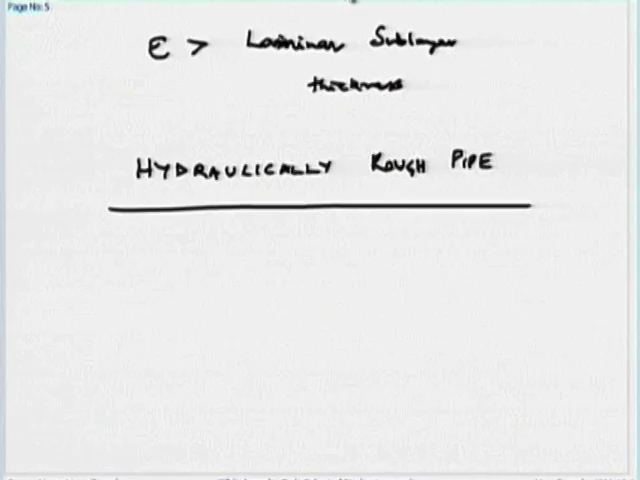 Page No: 5
ε > Laminar Sublayer
thickness
HYDRAULICALLY ROUGH PIPE